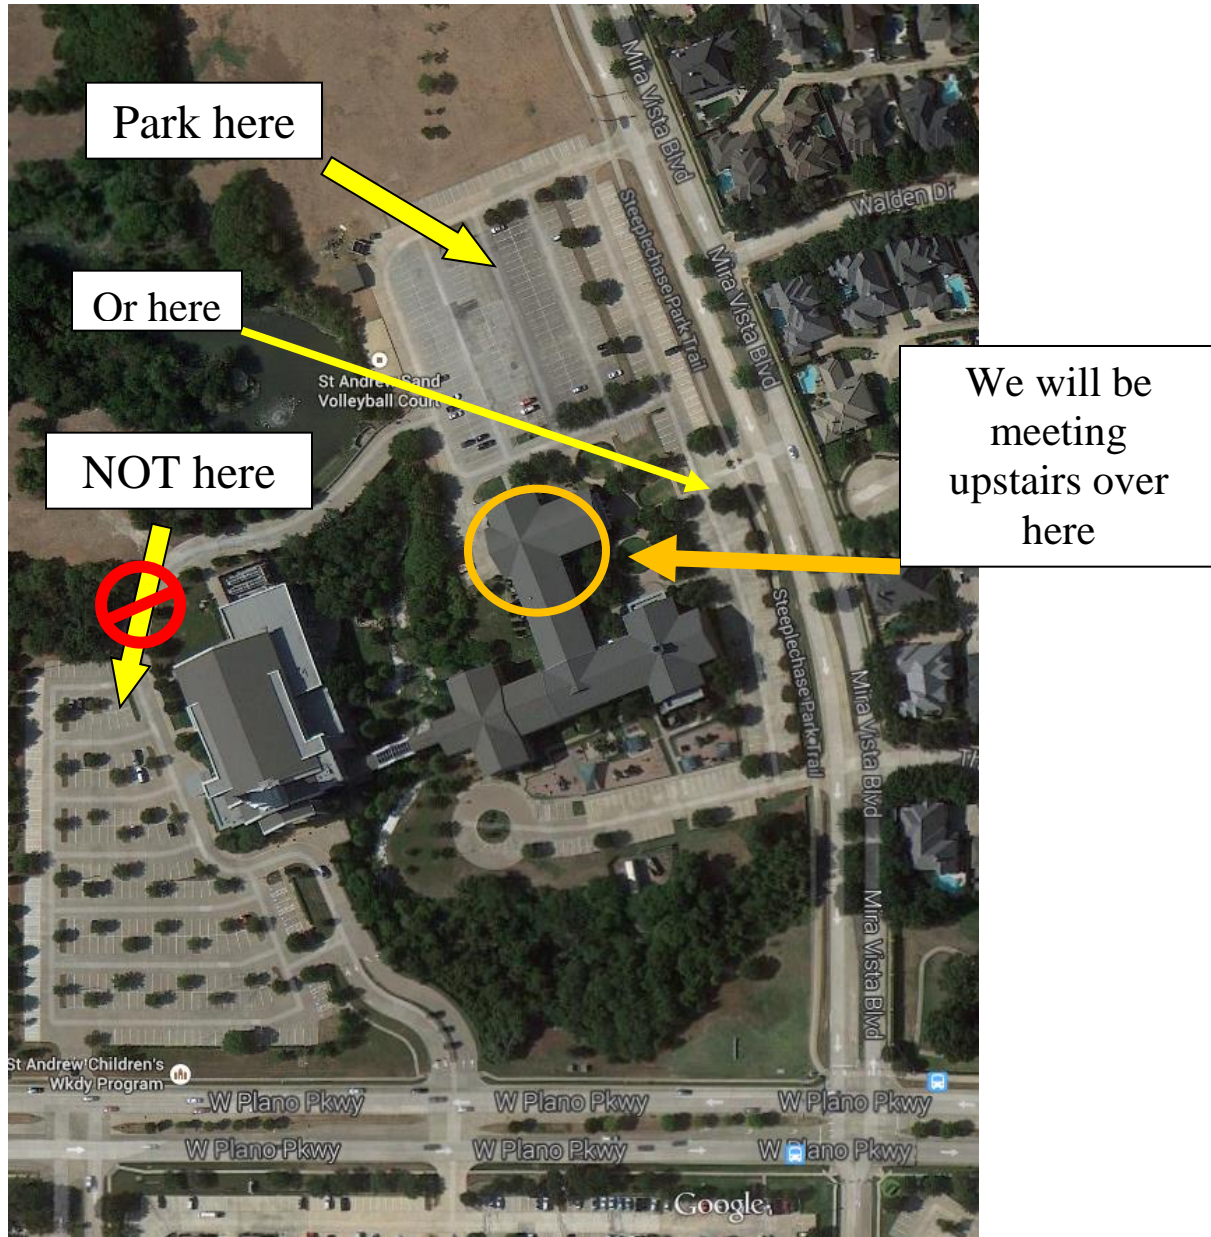 Park here
Mira Vista Blvd
Walden Dr
Steeplechase Park Trail
Mira Vista Blvd
Or here
St Andrew Sand
Volleyball Court
We will be
meeting
upstairs over
here
NOT here
Steeplechase Park Trail
Mira Vista Blvd
Th
Mira Vista Blvd
St Andrew Children's
Wkdy Program
W Plano Pkwy
W Plano Pkwy
W Plano Pkwy
W Plano Pkwy
W Plano Pkwy
W Plano Pkwy
Google